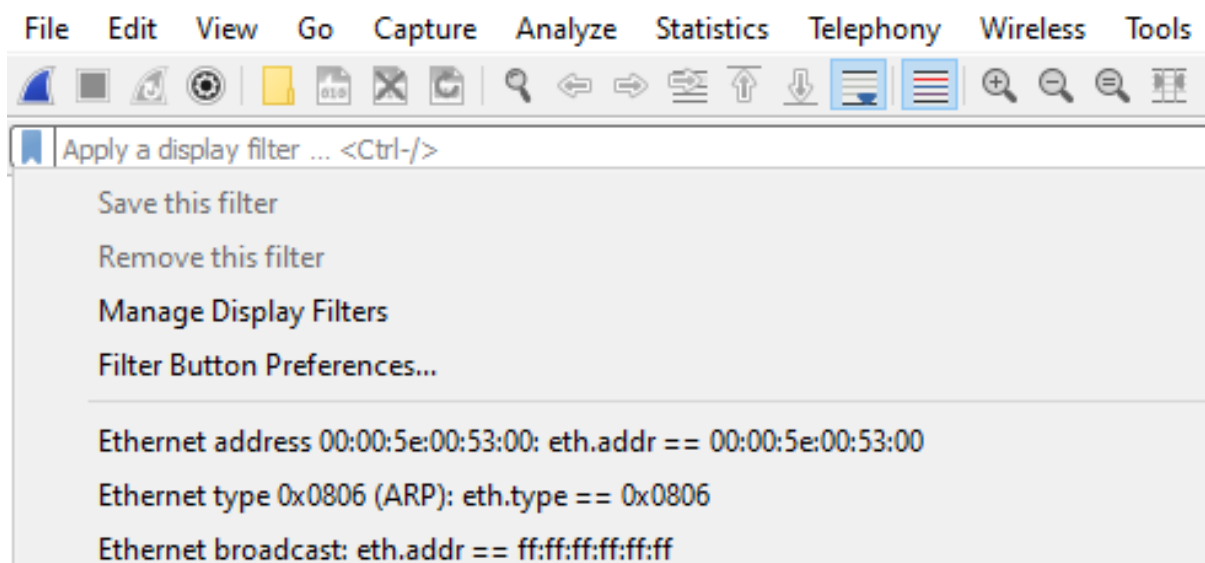 File Edit View Go Capture Analyze Statistics Telephony Wireless Tools
010
Apply a display filter ... <Ctrl-/>
Save this filter
Remove this filter
Manage Display Filters
Filter Button Preferences...
Ethernet address 00:00:5e:00:53:00: eth.addr == 00:00:5e:00:53:00
Ethernet type 0x0806 (ARP): eth.type == 0x0806
Ethernet broadcast: eth.addr == ff:ff:ff:ff:ff:ff